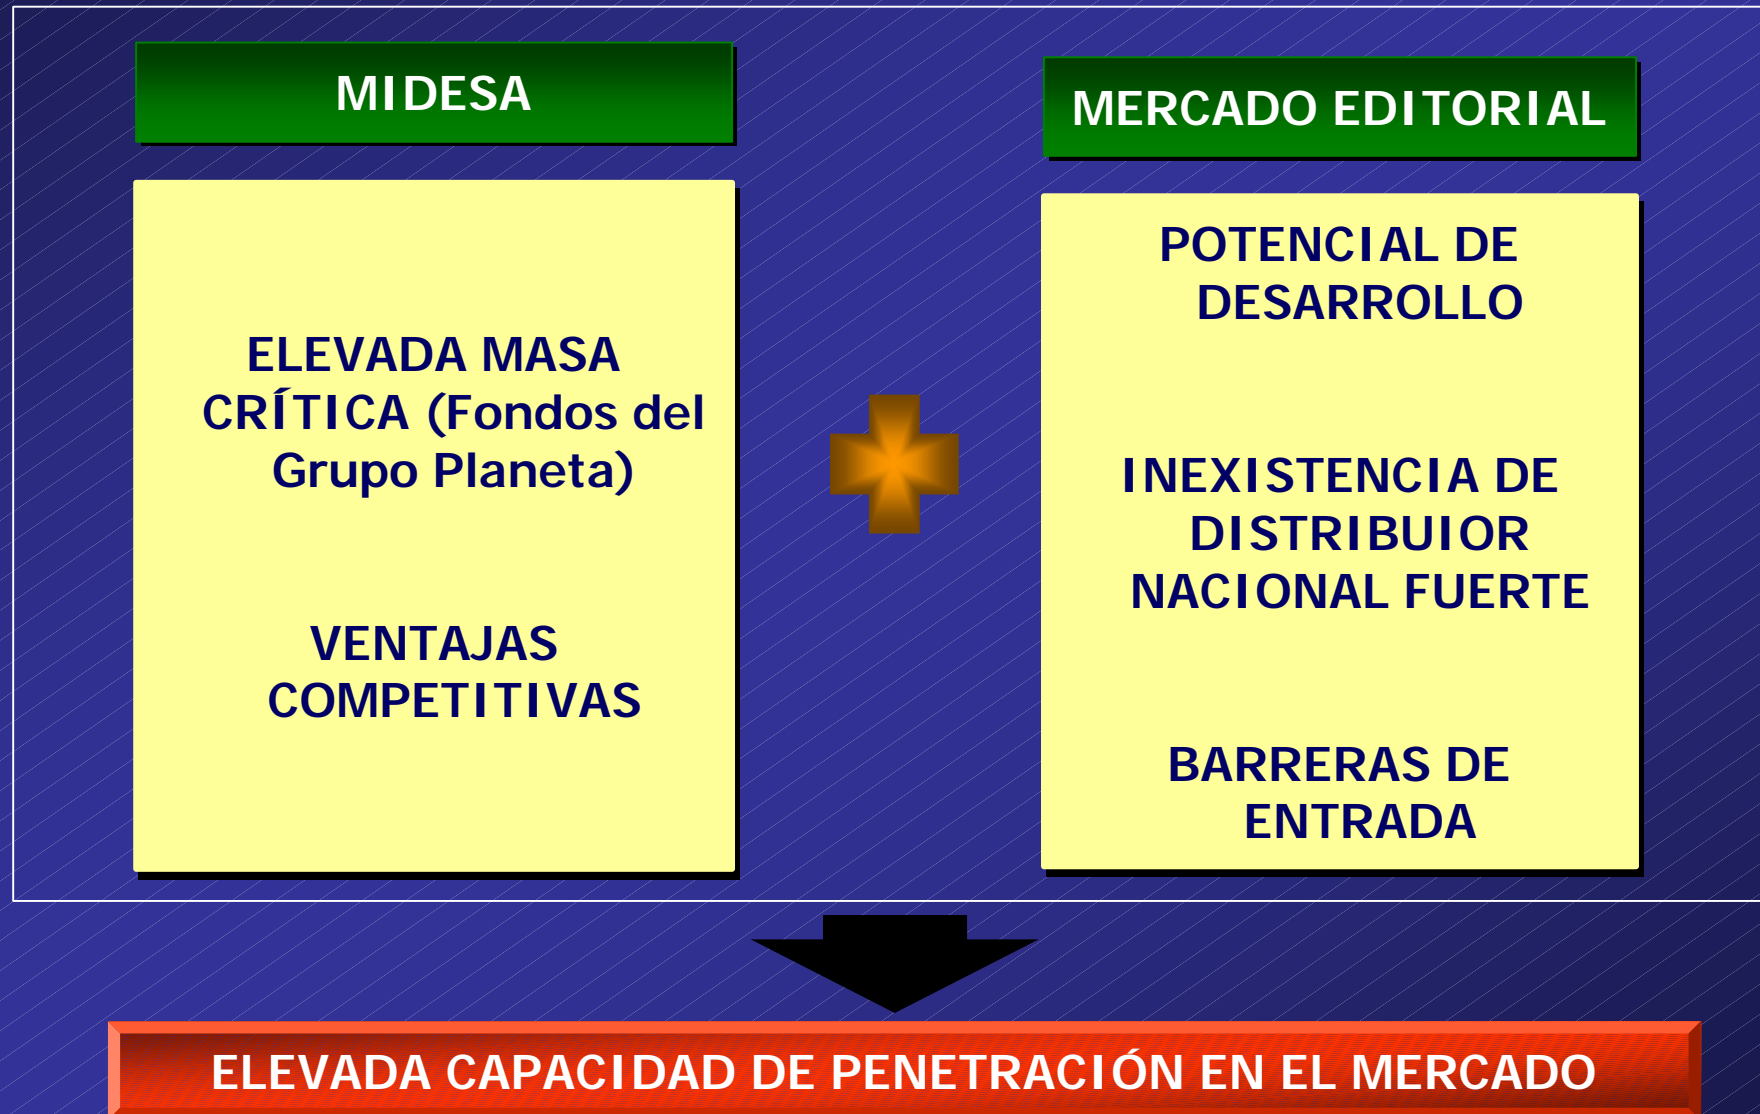 MIDESA
ELEVADA MASA
CRÍTICA (Fondos del
Grupo Planeta)
VENTAJAS
COMPETITIVAS
MERCADO EDITORIAL
POTENCIAL DE
DESARROLLO
INEXISTENCIA DE
DISTRIBUIOR
NACIONAL FUERTE
BARRERAS DE
ENTRADA
ELEVADA CAPACIDAD DE PENETRACIÓN EN EL MERCADO